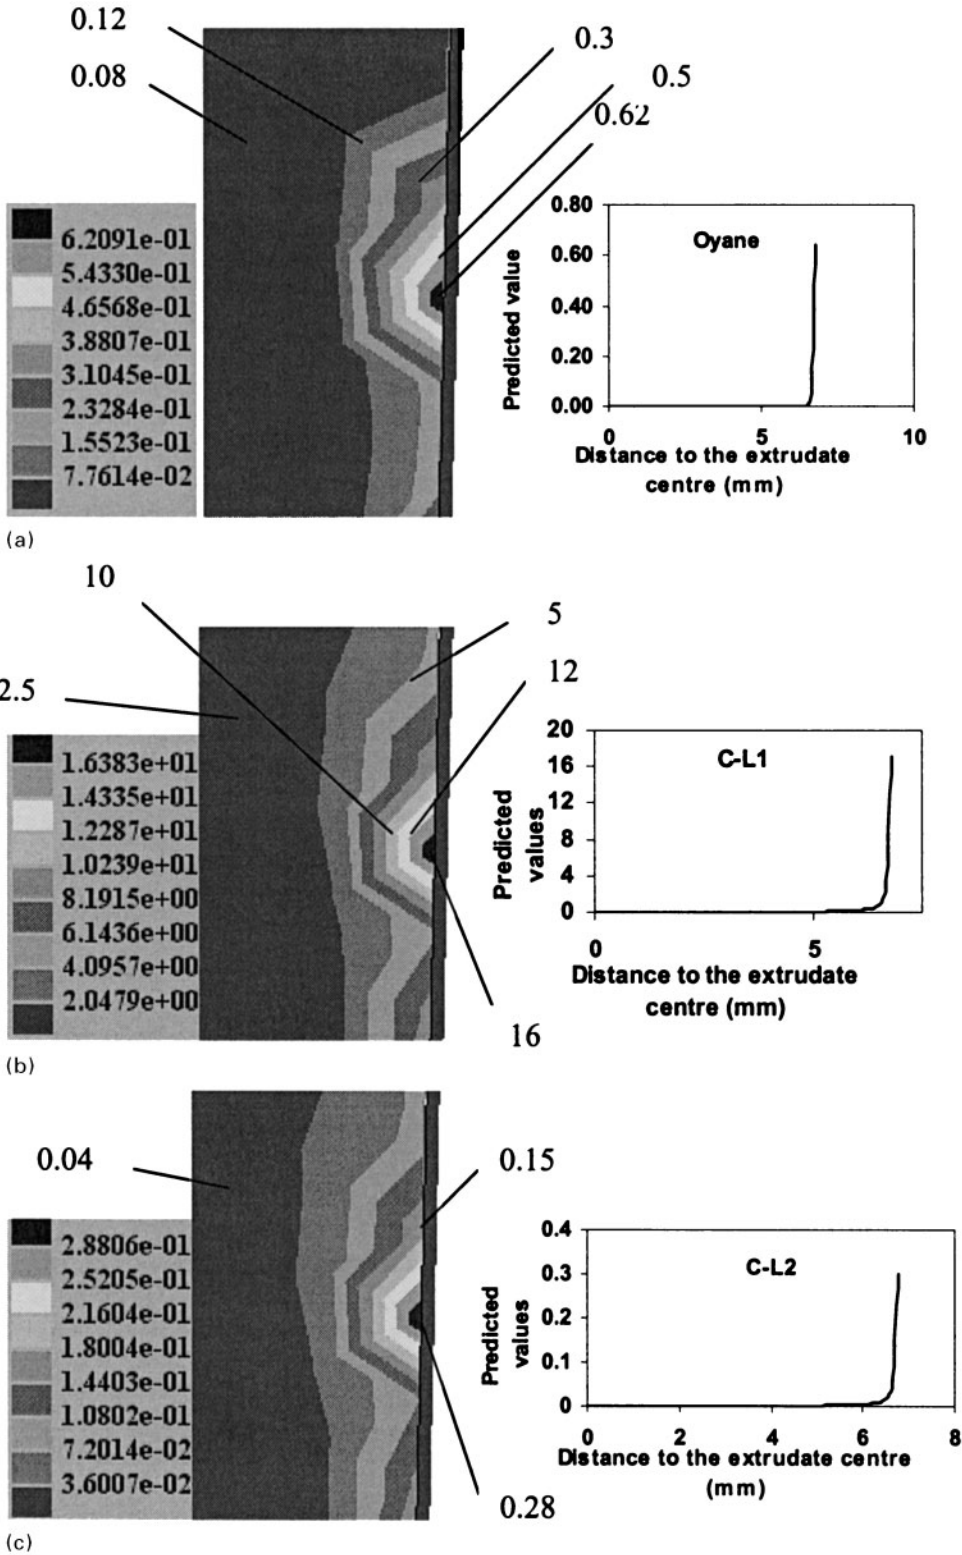 0.12
0.08
0.3
0.5
0.62
6.2091e-01
5.4330e-01
4.6568e-01
3.8807e-01
3.1045e-01
2.3284e-01
1.5523e-01
7.7614e-02
Oyane
Predicted value
0.80
0.60
0.40
0.20
0.00
0 5 10
Distance to the extrudate
centre (mm)
(a)
10
2.5
5
12
16
1.6383e+01
1.4335e+01
1.2287e+01
1.0239e+01
8.1915e+00
6.1436e+00
4.0957e+00
2.0479e+00
C-L1
Predicted
values
20
16
12
8
4
0
0 5
Distance to the extrudate
centre (mm)
(b)
0.04
0.15
0.28
2.8806e-01
2.5205e-01
2.1604e-01
1.8004e-01
1.4403e-01
1.0802e-01
7.2014e-02
3.6007e-02
C-L2
Predicted
values
0.4
0.3
0.2
0.1
0
0 2 4 6 8
Distance to the extrudate centre
(mm)
(c)